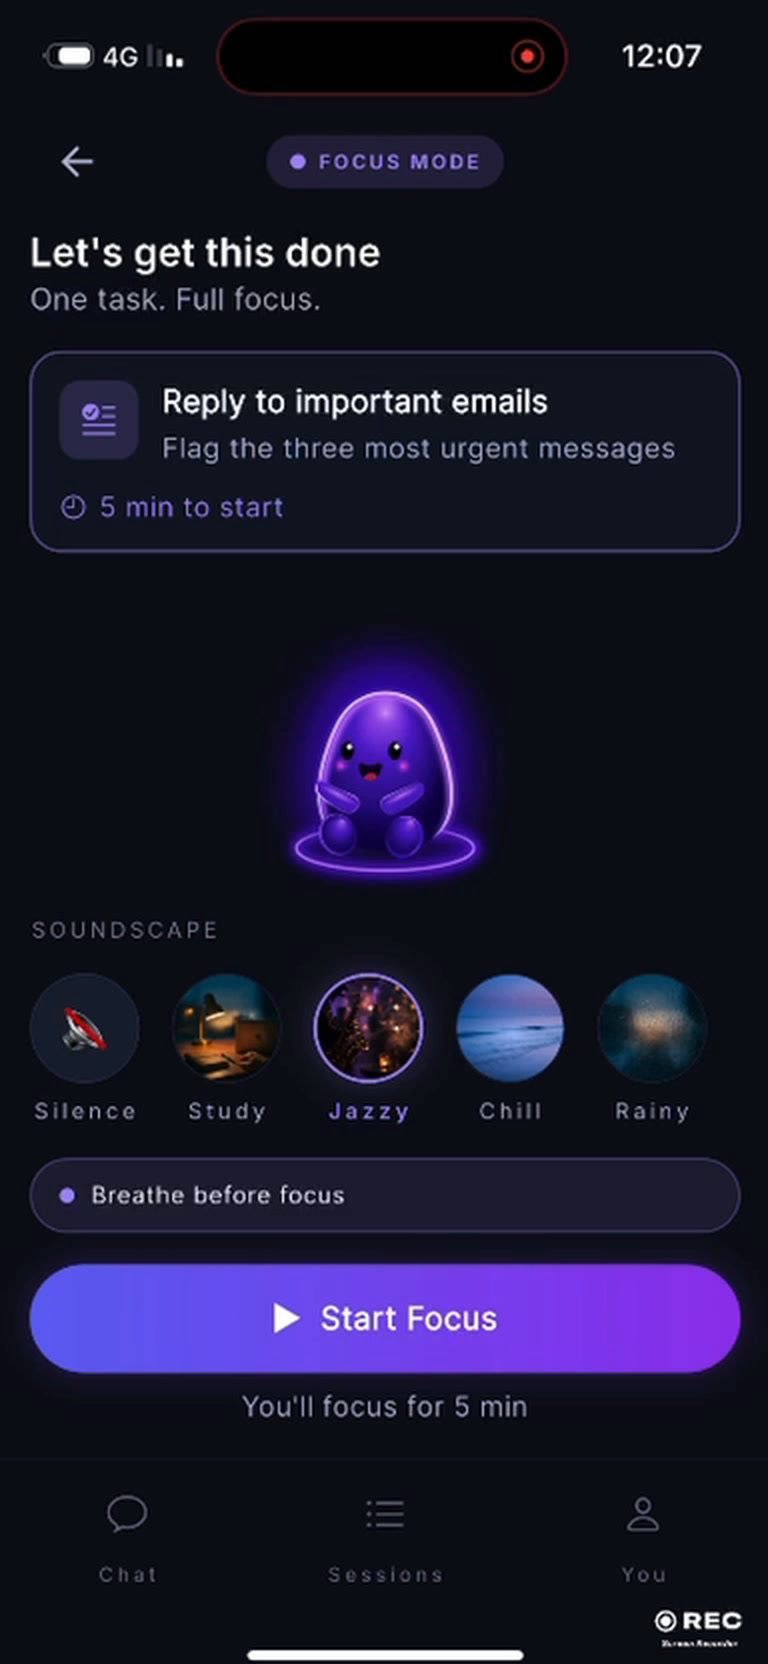 4G
12:07
FOCUS MODE
Let's get this done
One task. Full focus.
Reply to important emails
Flag the three most urgent messages
5 min to start
SOUNDSCAPE
Silence Study Jazzy Chill Rainy
Breathe before focus
Start Focus
You'll focus for 5 min
Chat Sessions You
REC
Screen Recorder